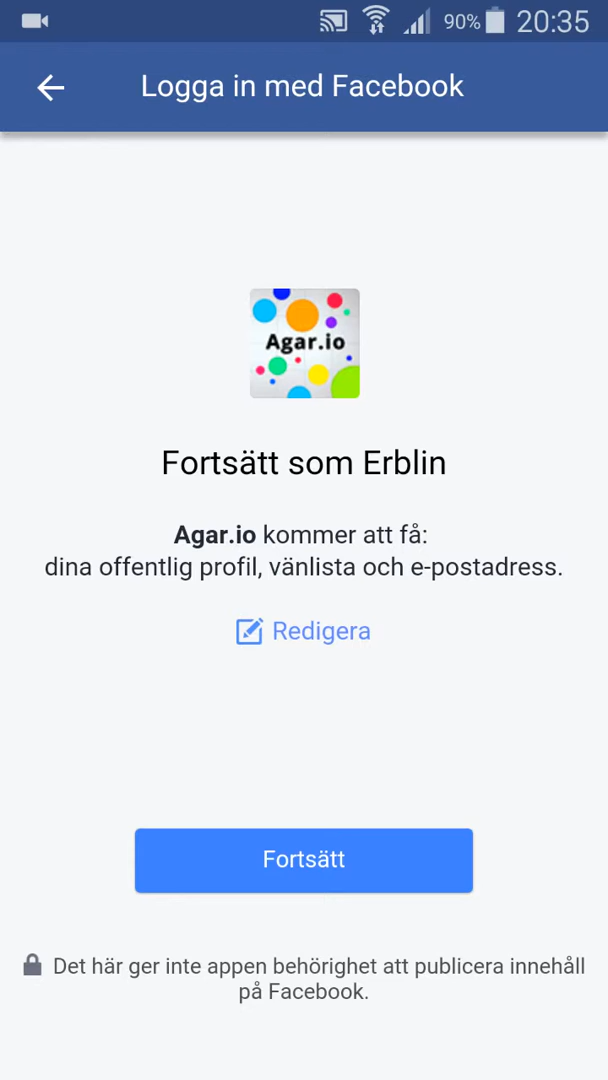 90% 20:35
Logga in med Facebook
Agar.io
Fortsätt som Erblin
Agar.io kommer att få:
dina offentlig profil, vänlista och e-postadress.
Redigera
Fortsätt
Det här ger inte appen behörighet att publicera innehåll
på Facebook.